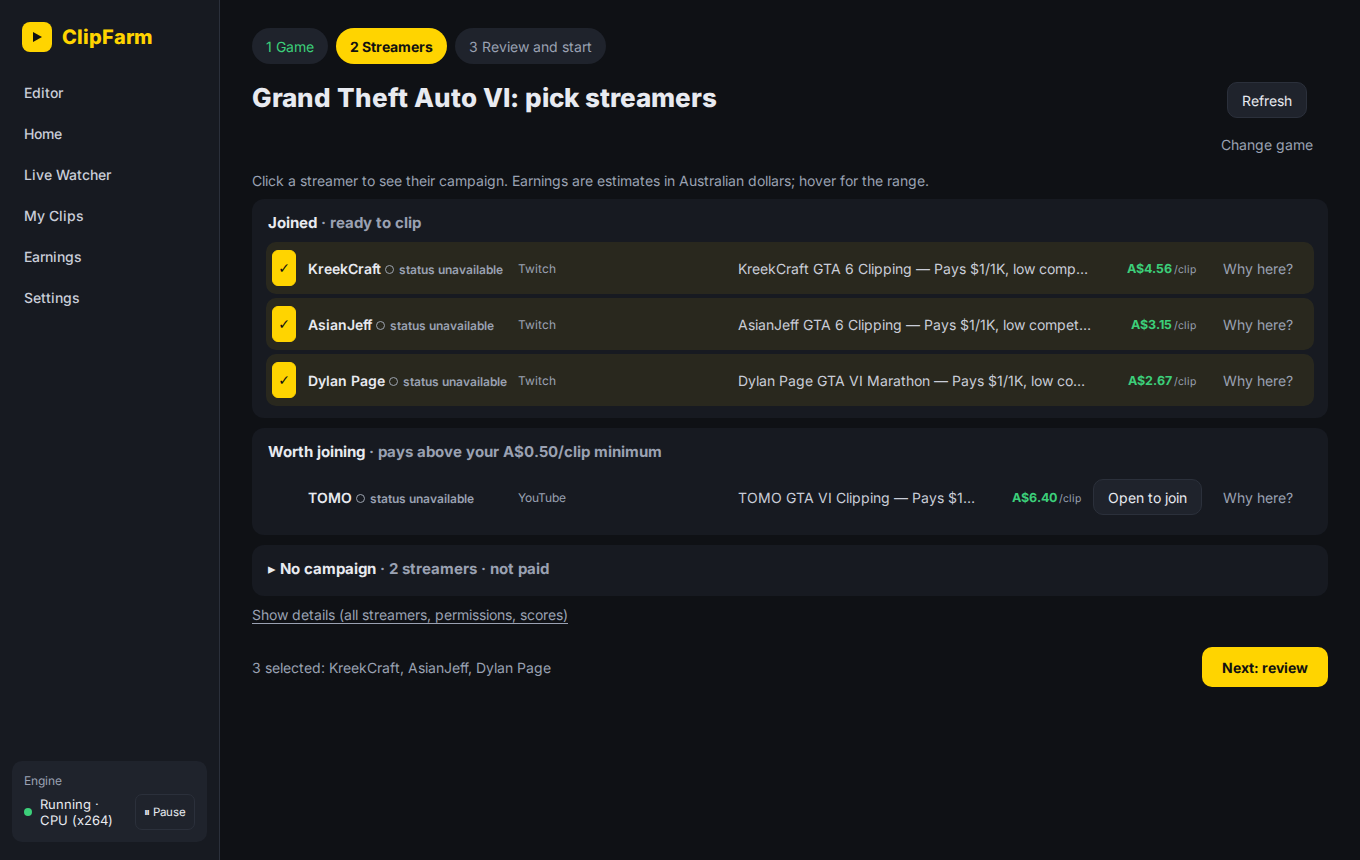 ClipFarm
Editor
Home
Live Watcher
My Clips
Earnings
Settings
Engine
Running ·
CPU (x264)
Pause
1 Game
2 Streamers
3 Review and start
Grand Theft Auto VI: pick streamers
Refresh
Change game
Click a streamer to see their campaign. Earnings are estimates in Australian dollars; hover for the range.
Joined · ready to clip
✓ KreekCraft ○ status unavailable Twitch KreekCraft GTA 6 Clipping — Pays $1/1K, low comp... A$4.56/clip Why here?
✓ AsianJeff ○ status unavailable Twitch AsianJeff GTA 6 Clipping — Pays $1/1K, low compet... A$3.15/clip Why here?
✓ Dylan Page ○ status unavailable Twitch Dylan Page GTA VI Marathon — Pays $1/1K, low co... A$2.67/clip Why here?
Worth joining · pays above your A$0.50/clip minimum
TOMO ○ status unavailable YouTube TOMO GTA VI Clipping — Pays $1... A$6.40/clip Open to join Why here?
▸ No campaign · 2 streamers · not paid
Show details (all streamers, permissions, scores)
3 selected: KreekCraft, AsianJeff, Dylan Page
Next: review